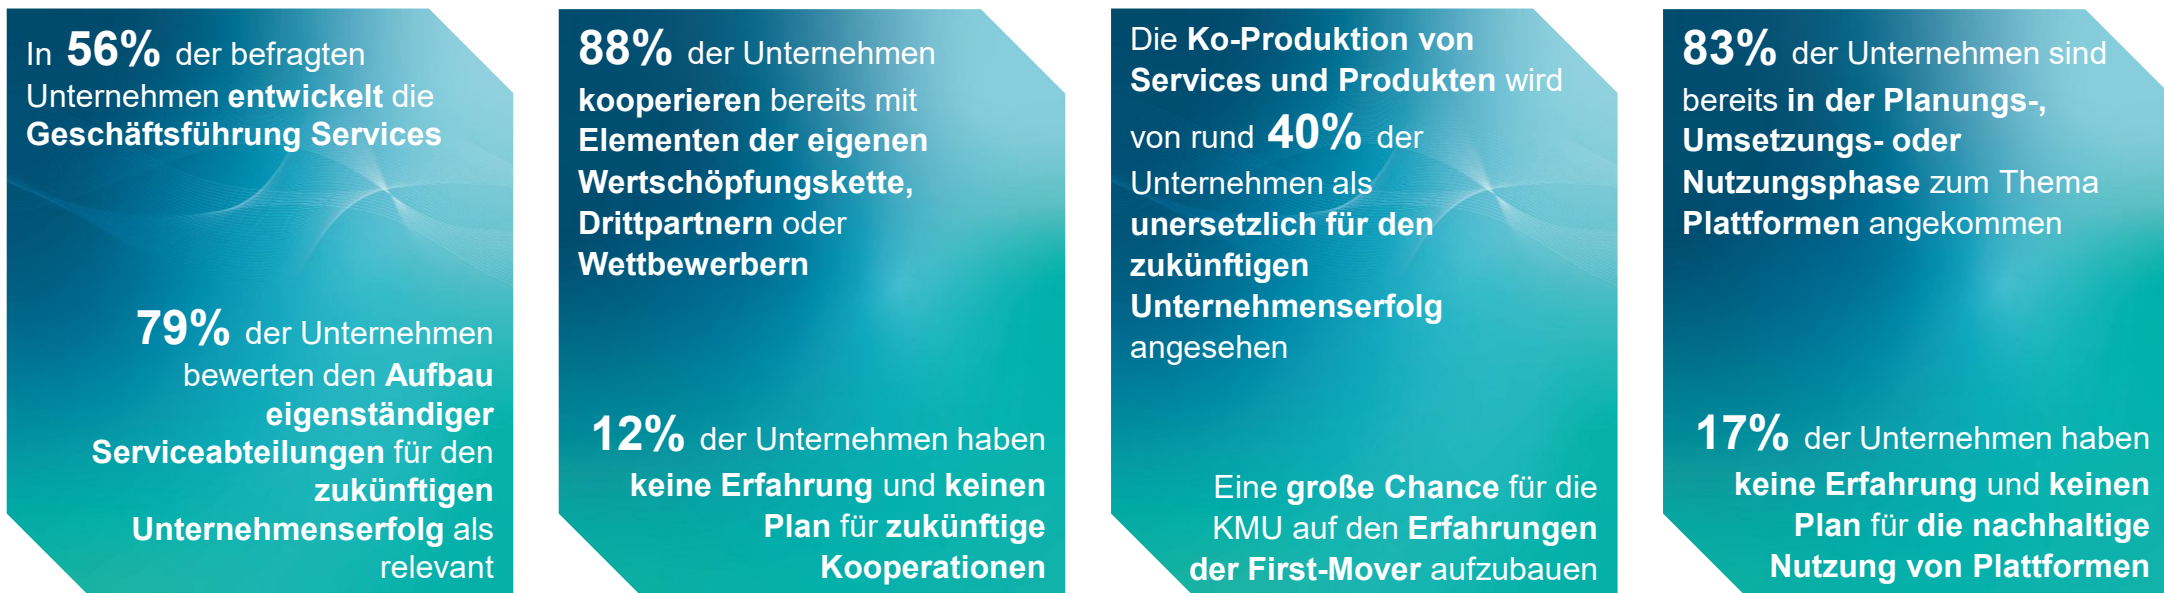 In 56% der befragten
Unternehmen entwickelt die
Geschäftsführung Services
79% der Unternehmen
bewerten den Aufbau
eigenständiger
Serviceabteilungen für den
zukünftigen
Unternehmenserfolg als
relevant
88% der Unternehmen
kooperieren bereits mit
Elementen der eigenen
Wertschöpfungskette,
Drittpartnern oder
Wettbewerbern
12% der Unternehmen haben
keine Erfahrung und keinen
Plan für zukünftige
Kooperationen
Die Ko-Produktion von
Services und Produkten wird
von rund 40% der
Unternehmen als
unersetzlich für den
zukünftigen
Unternehmenserfolg
angesehen
Eine große Chance für die
KMU auf den Erfahrungen
der First-Mover aufzubauen
83% der Unternehmen sind
bereits in der Planungs-,
Umsetzungs- oder
Nutzungsphase zum Thema
Plattformen angekommen
17% der Unternehmen haben
keine Erfahrung und keinen
Plan für die nachhaltige
Nutzung von Plattformen